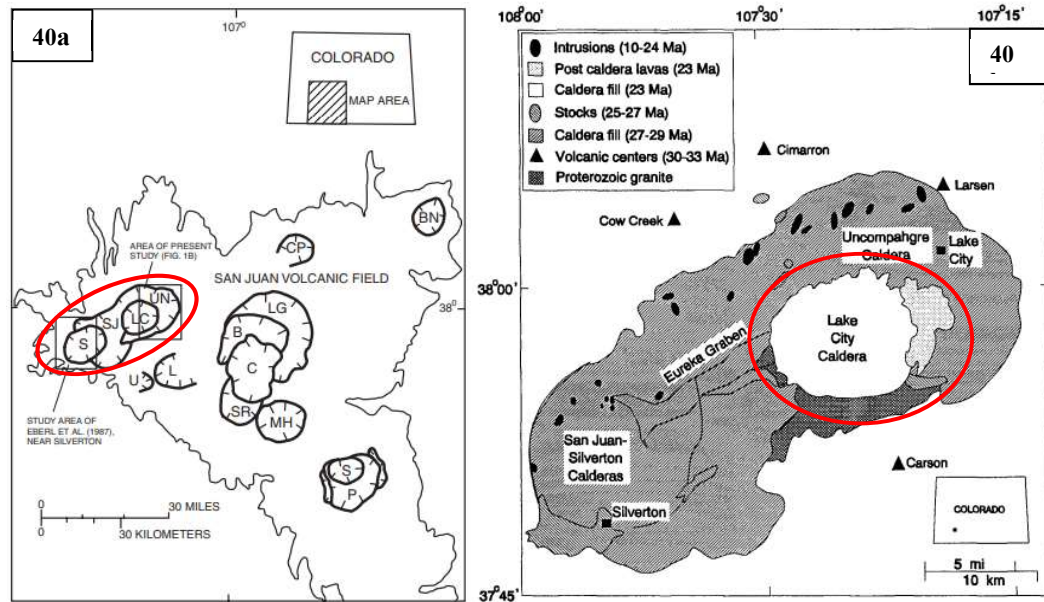 40a
107°
COLORADO
MAP AREA
BN
CP
AREA OF PRESENT
STUDY (FIG. 1B)
SAN JUAN VOLCANIC FIELD
38°
UN
LG
LC
SJ
B
S
L
C
U
SR
MH
STUDY AREA OF
EBERL ET AL. (1987),
NEAR SILVERTON
S
P
0 30 MILES
0 30 KILOMETERS
108°00' 107°30' 107°15'
40
Intrusions (10-24 Ma)
Post caldera lavas (23 Ma)
Caldera fill (23 Ma)
Stocks (25-27 Ma)
Caldera fill (27-29 Ma)
Volcanic centers (30-33 Ma)
Proterozoic granite
Cimarron
Larsen
Cow Creek
Uncompahgre
Caldera
Lake
City
38°00'
Lake
City
Caldera
Eureka Graben
San Juan-
Silverton
Calderas
Carson
Silverton
COLORADO
5 mi
10 km
37°45'